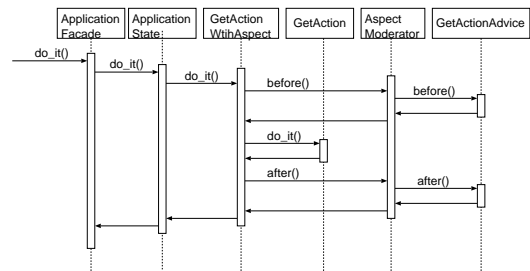 Application
Facade
Application
State
GetAction
WtihAspect
GetAction
Aspect
Moderator
GetActionAdvice
do_it()
do_it()
do_it()
before()
before()
do_it()
after()
after()